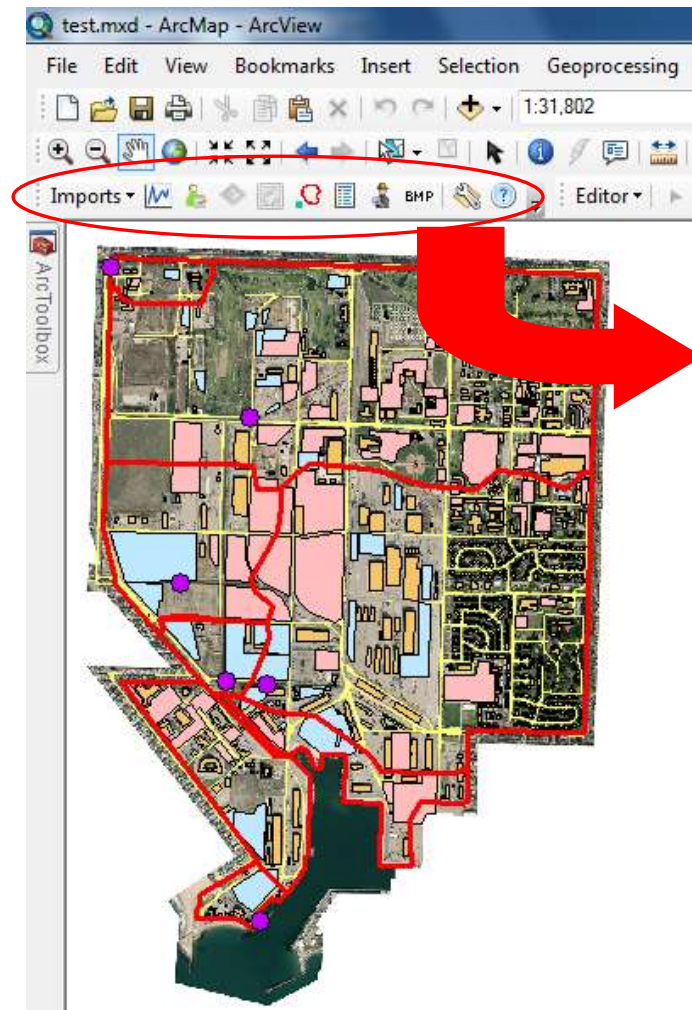 test.mxd - ArcMap - ArcView
File Edit View Bookmarks Insert Selection Geoprocessing
1:31,802
Imports BMP Editor
ArcToolbox